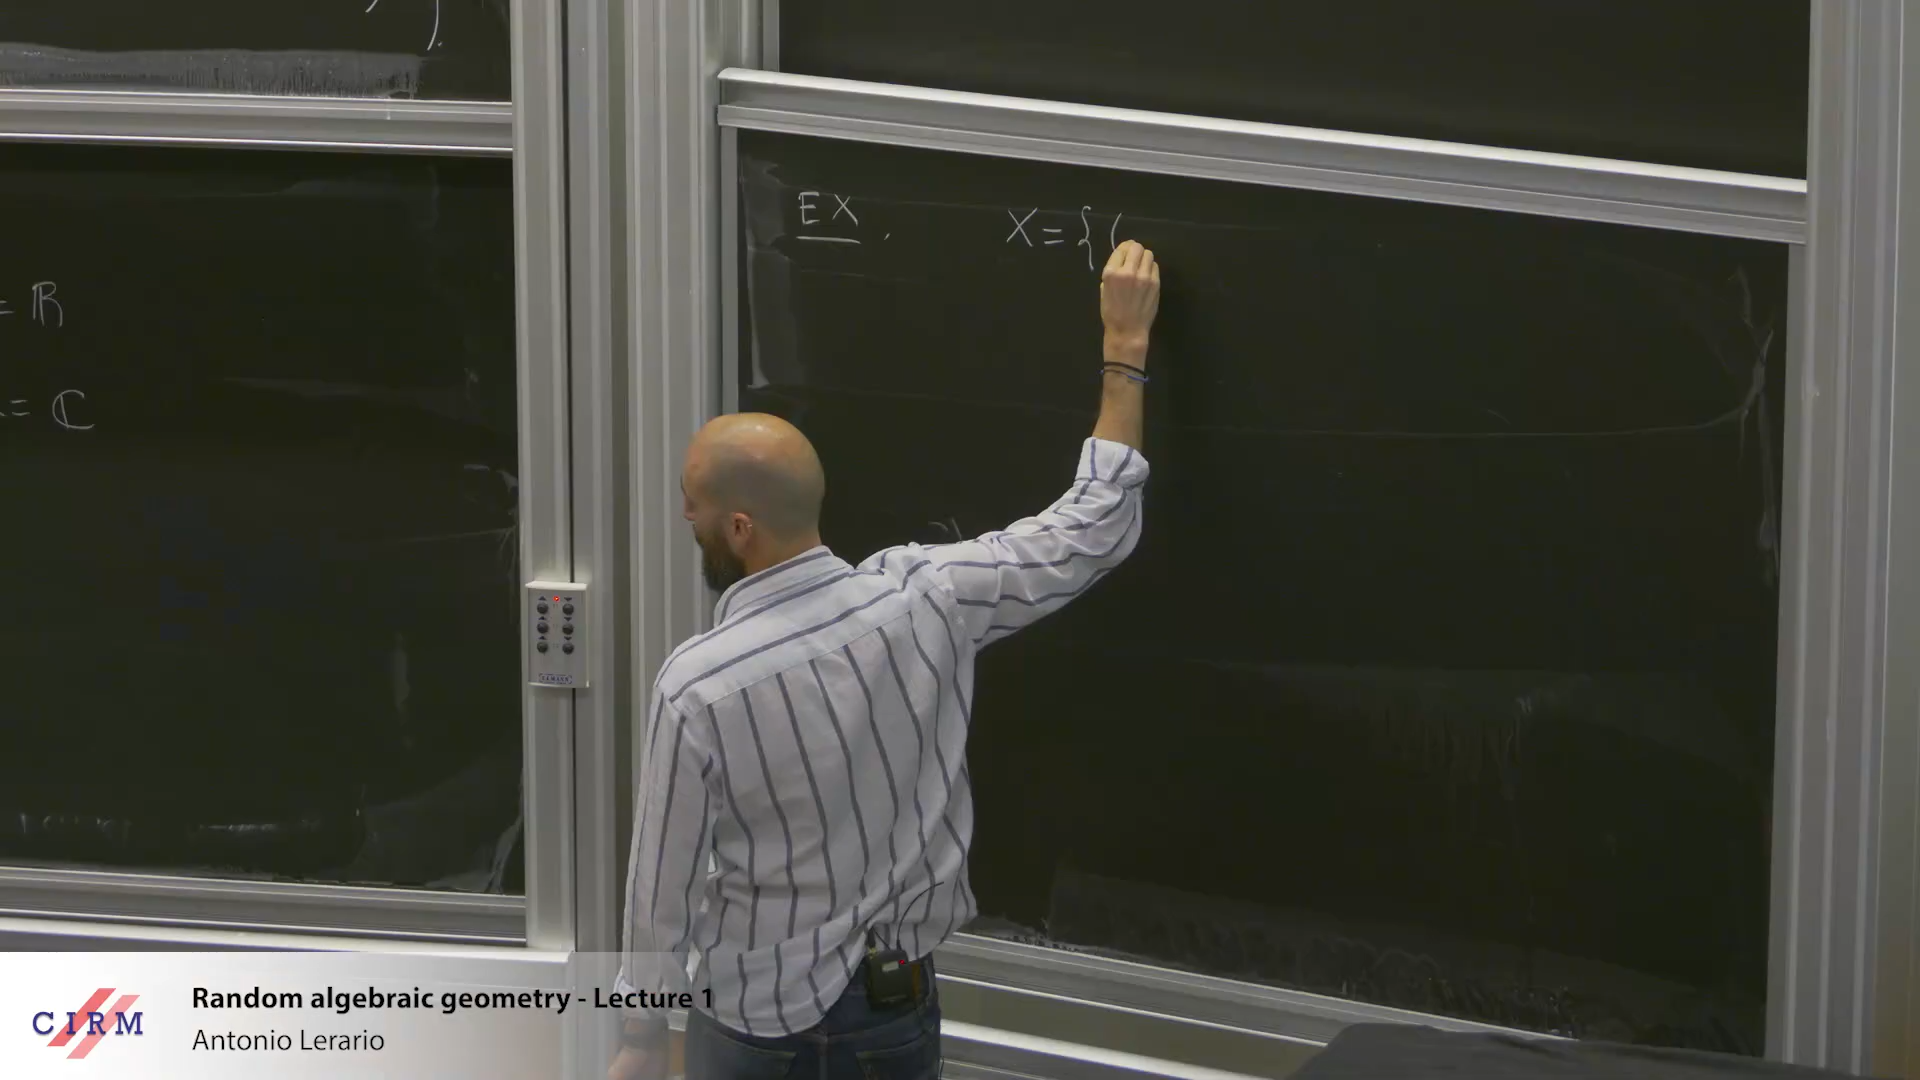 = ℝ
= ℂ
EX.
X = { (
CIRM
Random algebraic geometry - Lecture 1
Antonio Lerario